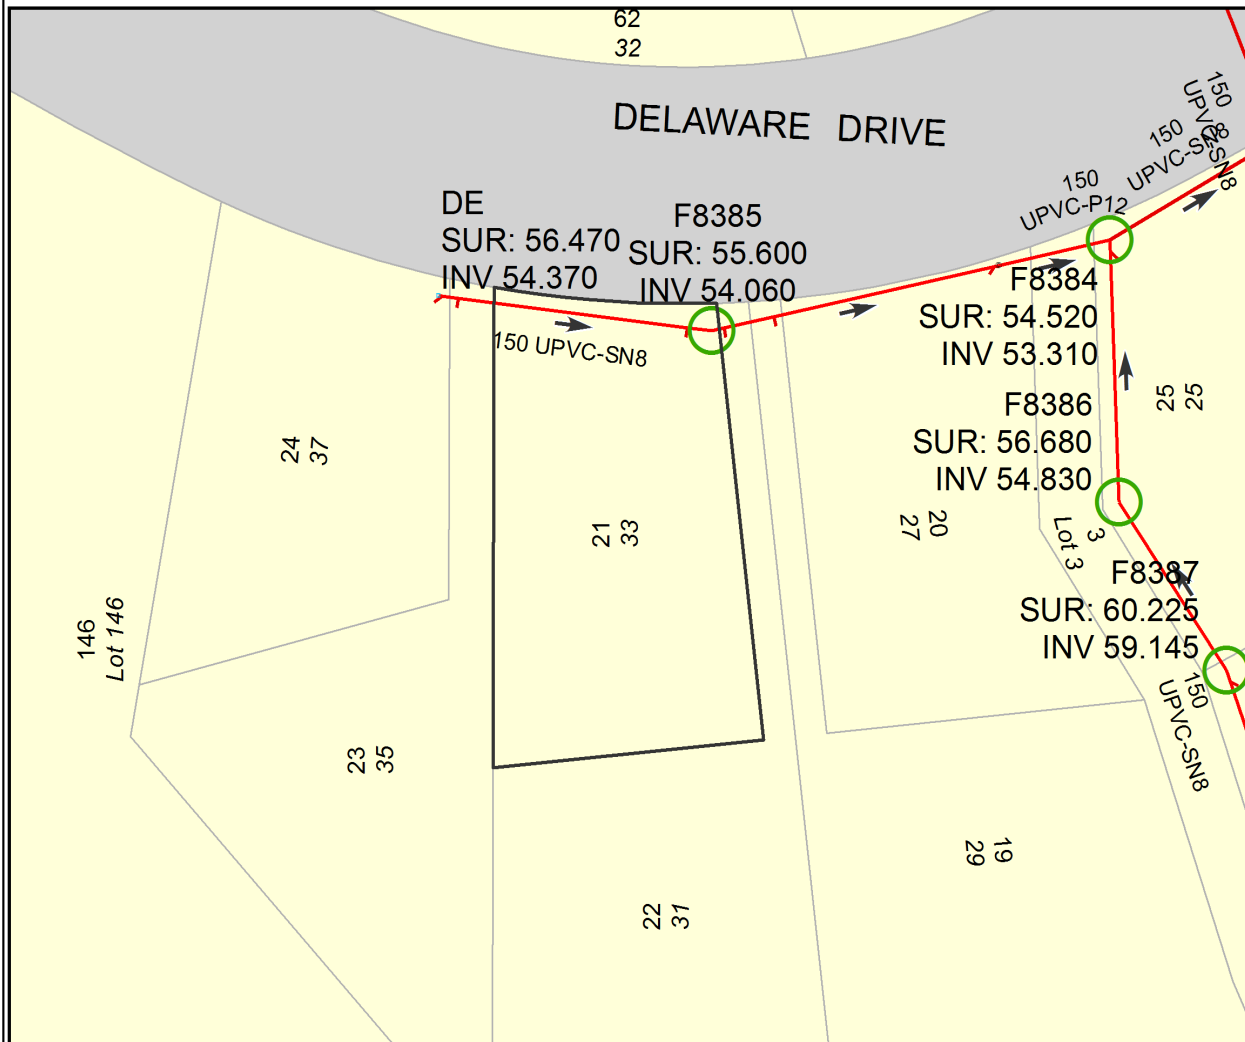 62
32
DELAWARE DRIVE
150
UPVC-SN8
150
UPVC-SN8
150
UPVC-P12
DE
SUR: 56.470
INV 54.370
F8385
SUR: 55.600
INV 54.060
150 UPVC-SN8
F8384
SUR: 54.520
INV 53.310
F8386
SUR: 56.680
INV 54.830
25
25
24
37
21
33
20
27
3
Lot 3
F8387
SUR: 60.225
INV 59.145
146
Lot 146
150
UPVC-SN8
23
35
19
29
22
31